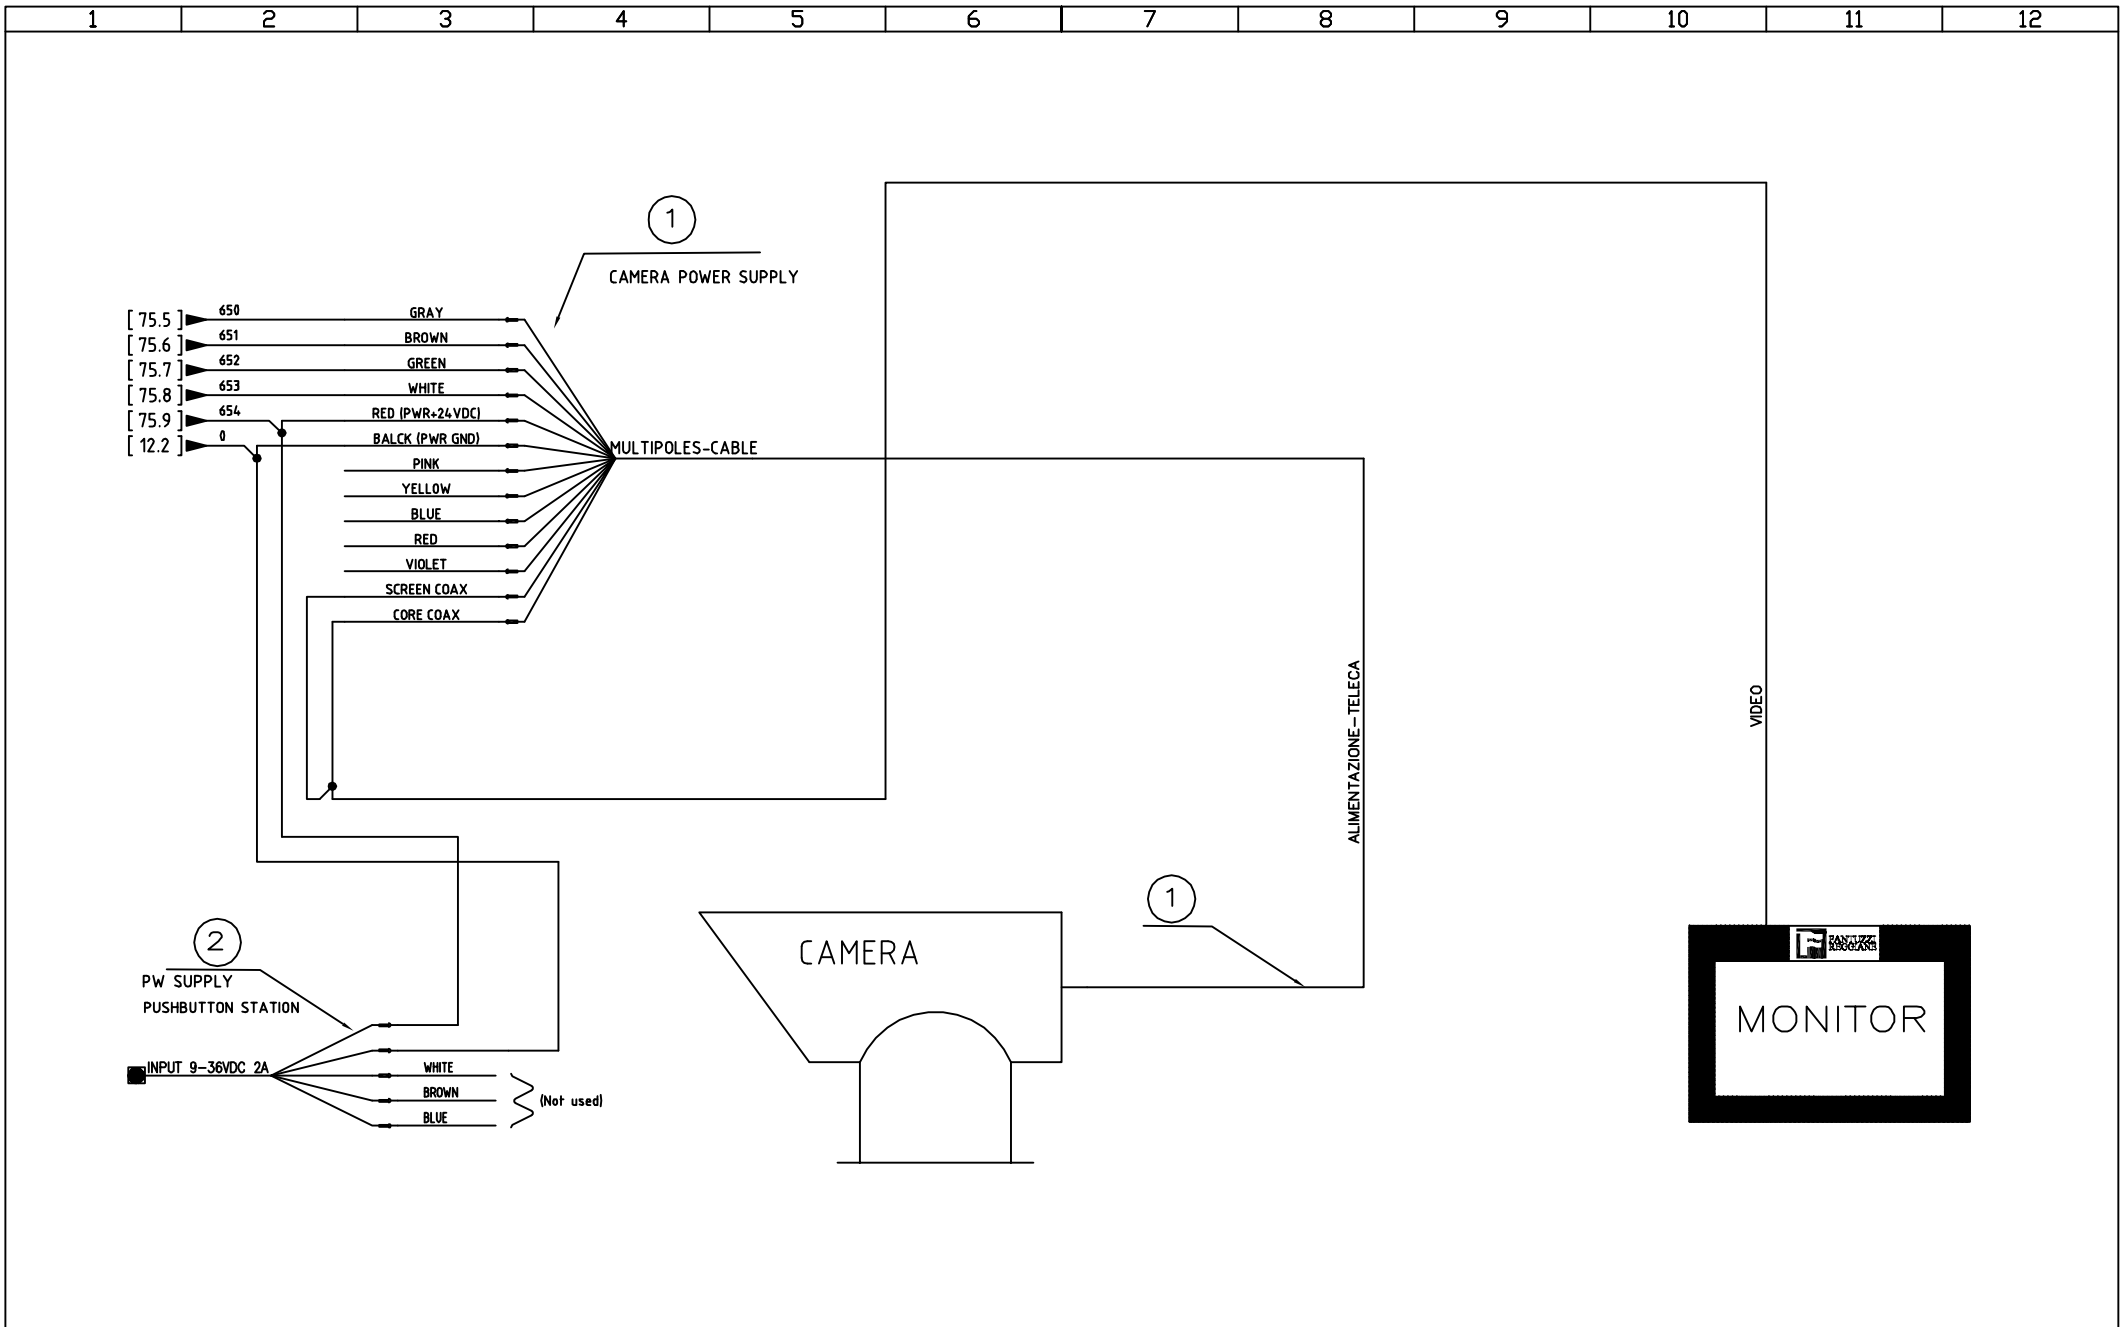 1 2 3 4 5 6 7 8 9 10 11 12
1
CAMERA POWER SUPPLY
[ 75.5 ] 650 GRAY
[ 75.6 ] 651 BROWN
[ 75.7 ] 652 GREEN
[ 75.8 ] 653 WHITE
[ 75.9 ] 654 RED (PWR+24VDC)
[ 12.2 ] 0 BALCK (PWR GND)
MULTIPOLES-CABLE
PINK
YELLOW
BLUE
RED
VIOLET
SCREEN COAX
CORE COAX
ALIMENTAZIONE-TELECA
VIDEO
1
2
PW SUPPLY
PUSHBUTTON STATION
INPUT 9-36VDC 2A
WHITE
BROWN
BLUE
(Not used)
CAMERA
FANTUZZI
REGGIANE
MONITOR